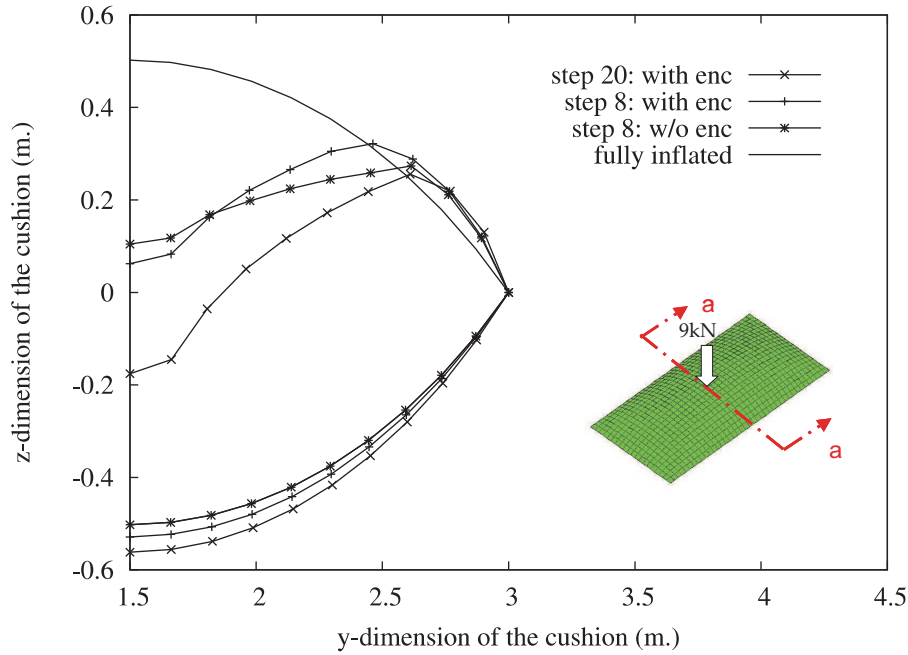 0.6
0.4
0.2
0
-0.2
-0.4
-0.6
z-dimension of the cushion (m.)
step 20: with enc
step 8: with enc
step 8: w/o enc
fully inflated
a
9kN
a
1.5
2
2.5
3
3.5
4
4.5
y-dimension of the cushion (m.)